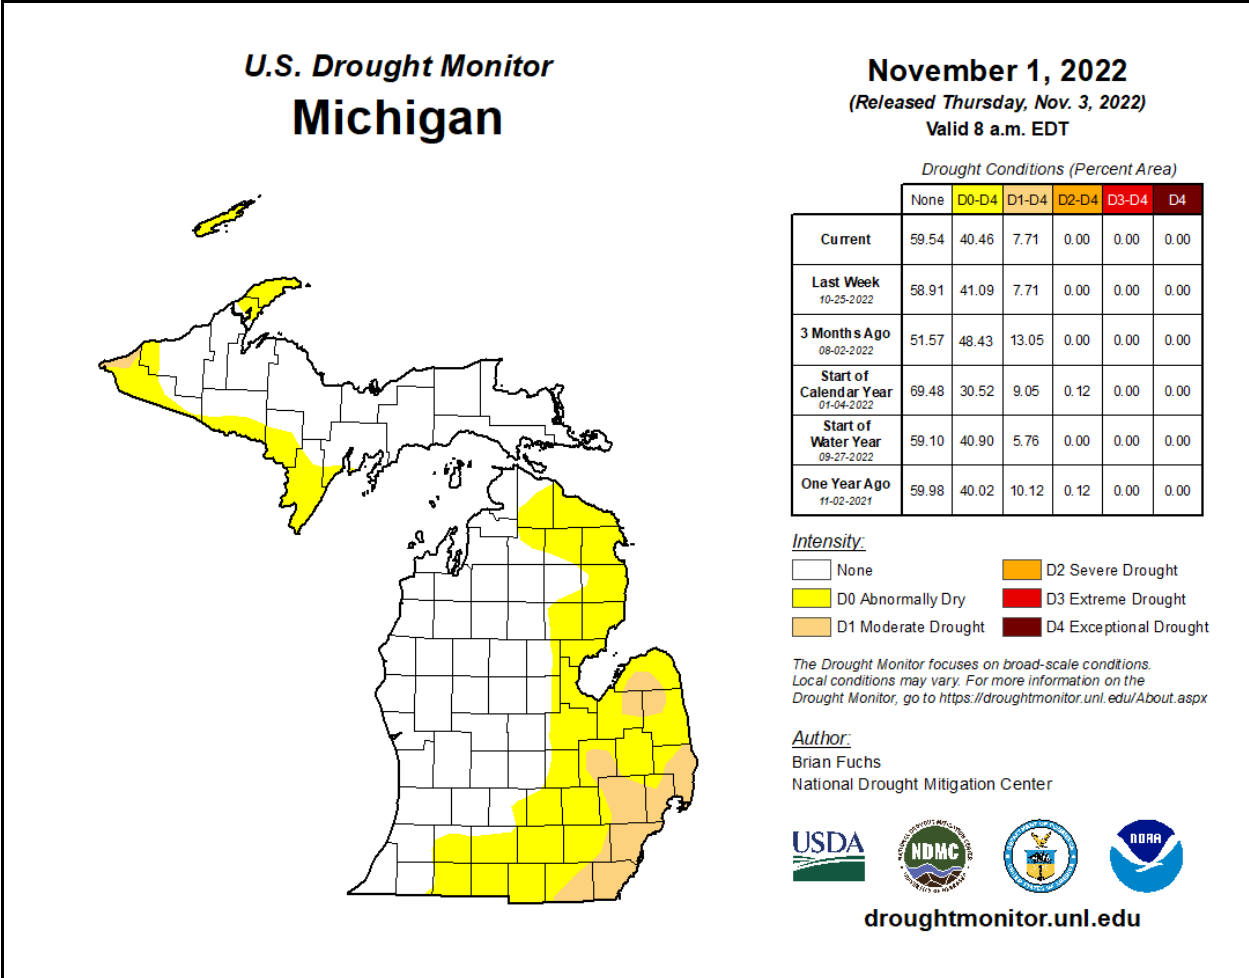 U.S. Drought Monitor
Michigan
November 1, 2022
(Released Thursday, Nov. 3, 2022)
Valid 8 a.m. EDT
Drought Conditions (Percent Area)
None D0-D4 D1-D4 D2-D4 D3-D4 D4
Current 59.54 40.46 7.71 0.00 0.00 0.00
Last Week
10-25-2022 58.91 41.09 7.71 0.00 0.00 0.00
3 Months Ago
08-02-2022 51.57 48.43 13.05 0.00 0.00 0.00
Start of
Calendar Year
01-04-2022 69.48 30.52 9.05 0.12 0.00 0.00
Start of
Water Year
09-27-2022 59.10 40.90 5.76 0.00 0.00 0.00
One Year Ago
11-02-2021 59.98 40.02 10.12 0.12 0.00 0.00
Intensity:
None
D0 Abnormally Dry
D1 Moderate Drought
D2 Severe Drought
D3 Extreme Drought
D4 Exceptional Drought
The Drought Monitor focuses on broad-scale conditions.
Local conditions may vary. For more information on the
Drought Monitor, go to https://droughtmonitor.unl.edu/About.aspx
Author:
Brian Fuchs
National Drought Mitigation Center
USDA
NDMC
NOAA
droughtmonitor.unl.edu